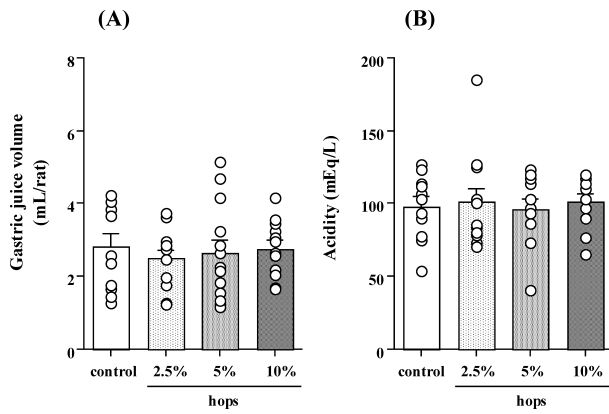 (A)
Gastric juice volume
(mL/rat)
8
6
4
2
0
control
2.5%
5%
10%
hops
(B)
Acidity (mEq/L)
200
150
100
50
0
control
2.5%
5%
10%
hops